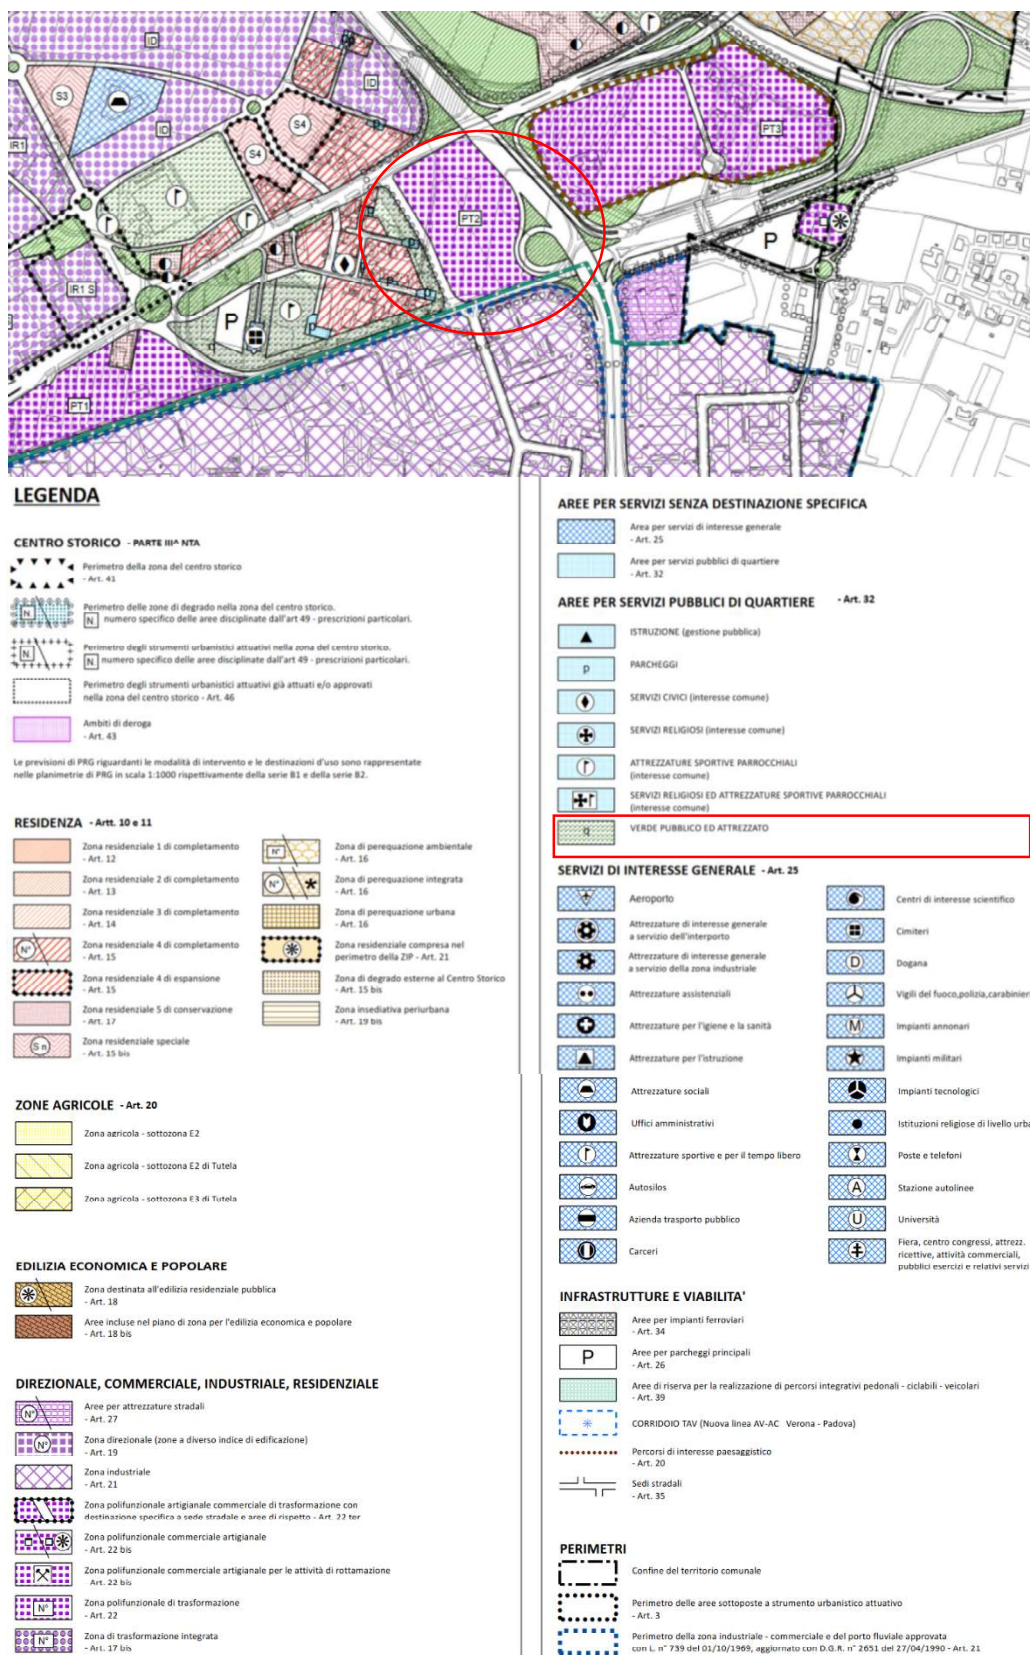 ID
S3
ID
S4
ID
S4
IR1
PT3
PT2
P
IR1 S
P
PT1
LEGENDA
CENTRO STORICO - PARTE III^ NTA
Perimetro della zona del centro storico
- Art. 41
Perimetro delle zone di degrado nella zona del centro storico.
N numero specifico delle aree disciplinate dall'art 49 - prescrizioni particolari.
Perimetro degli strumenti urbanistici attuativi nella zona del centro storico.
N numero specifico delle aree disciplinate dall'art 49 - prescrizioni particolari.
Perimetro degli strumenti urbanistici attuativi già attuati e/o approvati
nella zona del centro storico - Art. 46
Ambiti di deroga
- Art. 43
Le previsioni di PRG riguardanti le modalità di intervento e le destinazioni d'uso sono rappresentate
nelle planimetrie di PRG in scala 1:1000 rispettivamente della serie B1 e della serie B2.
RESIDENZA - Artt. 10 e 11
Zona residenziale 1 di completamento
- Art. 12
Zona residenziale 2 di completamento
- Art. 13
Zona residenziale 3 di completamento
- Art. 14
N° Zona residenziale 4 di completamento
- Art. 15
Zona residenziale 4 di espansione
- Art. 15
Zona residenziale 5 di conservazione
- Art. 17
S n Zona residenziale speciale
- Art. 15 bis
N° Zona di perequazione ambientale
- Art. 16
N° Zona di perequazione integrata
- Art. 16
Zona di perequazione urbana
- Art. 16
Zona residenziale compresa nel
perimetro della ZIP - Art. 21
Zona di degrado esterne al Centro Storico
- Art. 15 bis
Zona insediativa periurbana
- Art. 19 bis
ZONE AGRICOLE - Art. 20
Zona agricola - sottozona E2
Zona agricola - sottozona E2 di Tutela
Zona agricola - sottozona E3 di Tutela
EDILIZIA ECONOMICA E POPOLARE
Zona destinata all'edilizia residenziale pubblica
- Art. 18
Aree incluse nel piano di zona per l'edilizia economica e popolare
- Art. 18 bis
DIREZIONALE, COMMERCIALE, INDUSTRIALE, RESIDENZIALE
N° Aree per attrezzature stradali
- Art. 27
N° Zona direzionale (zone a diverso indice di edificazione)
- Art. 19
Zona industriale
- Art. 21
Zona polifunzionale artigianale commerciale di trasformazione con
destinazione specifica a sede stradale e aree di rispetto - Art. 22 ter
Zona polifunzionale commerciale artigianale
- Art. 22 bis
Zona polifunzionale commerciale artigianale per le attività di rottamazione
Art. 22 bis
N° Zona polifunzionale di trasformazione
- Art. 22
N° Zona di trasformazione integrata
- Art. 17 bis
AREE PER SERVIZI SENZA DESTINAZIONE SPECIFICA
Area per servizi di interesse generale
- Art. 25
Aree per servizi pubblici di quartiere
- Art. 32
AREE PER SERVIZI PUBBLICI DI QUARTIERE - Art. 32
ISTRUZIONE (gestione pubblica)
p PARCHEGGI
SERVIZI CIVICI (interesse comune)
SERVIZI RELIGIOSI (interesse comune)
ATTREZZATURE SPORTIVE PARROCCHIALI
(interesse comune)
SERVIZI RELIGIOSI ED ATTREZZATURE SPORTIVE PARROCCHIALI
(interesse comune)
q VERDE PUBBLICO ED ATTREZZATO
SERVIZI DI INTERESSE GENERALE - Art. 25
Aeroporto
Attrezzature di interesse generale
a servizio dell'interporto
Attrezzature di interesse generale
a servizio della zona industriale
Attrezzature assistenziali
Attrezzature per l'igiene e la sanità
Attrezzature per l'istruzione
Attrezzature sociali
Uffici amministrativi
Attrezzature sportive e per il tempo libero
Autosilos
Azienda trasporto pubblico
Carceri
Centri di interesse scientifico
Cimiteri
D Dogana
Vigili del fuoco,polizia,carabinier
M Impianti annonari
Impianti militari
Impianti tecnologici
Istituzioni religiose di livello urba
Poste e telefoni
A Stazione autolinee
U Università
Fiera, centro congressi, attrezz.
ricettive, attività commerciali,
pubblici esercizi e relativi servizi
INFRASTRUTTURE E VIABILITA'
Aree per impianti ferroviari
- Art. 34
P Aree per parcheggi principali
- Art. 26
Aree di riserva per la realizzazione di percorsi integrativi pedonali - ciclabili - veicolari
- Art. 39
CORRIDOIO TAV (Nuova linea AV-AC Verona - Padova)
Percorsi di interesse paesaggistico
- Art. 20
Sedi stradali
- Art. 35
PERIMETRI
Confine del territorio comunale
Perimetro delle aree sottoposte a strumento urbanistico attuativo
- Art. 3
Perimetro della zona industriale - commerciale e del porto fluviale approvata
con L. n° 739 del 01/10/1969, aggiornato con D.G.R. n° 2651 del 27/04/1990 - Art. 21